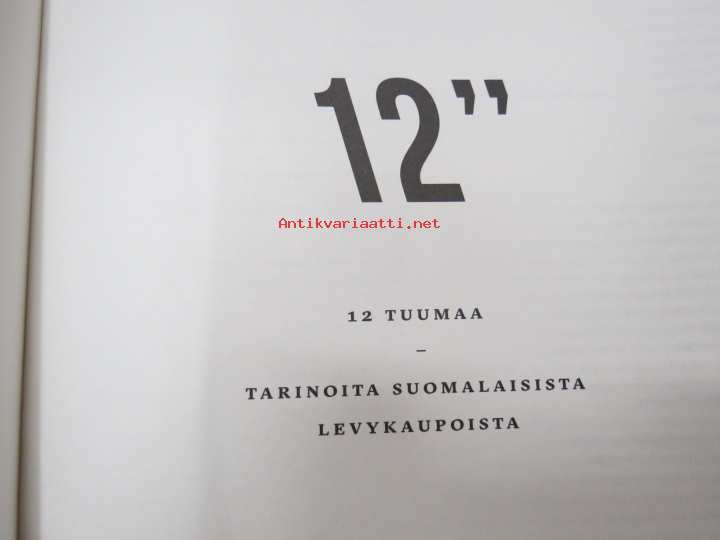 12”
Antikvariaatti.net
12 TUUMAA
–
TARINOITA SUOMALAISISTA
LEVYKAUPOISTA